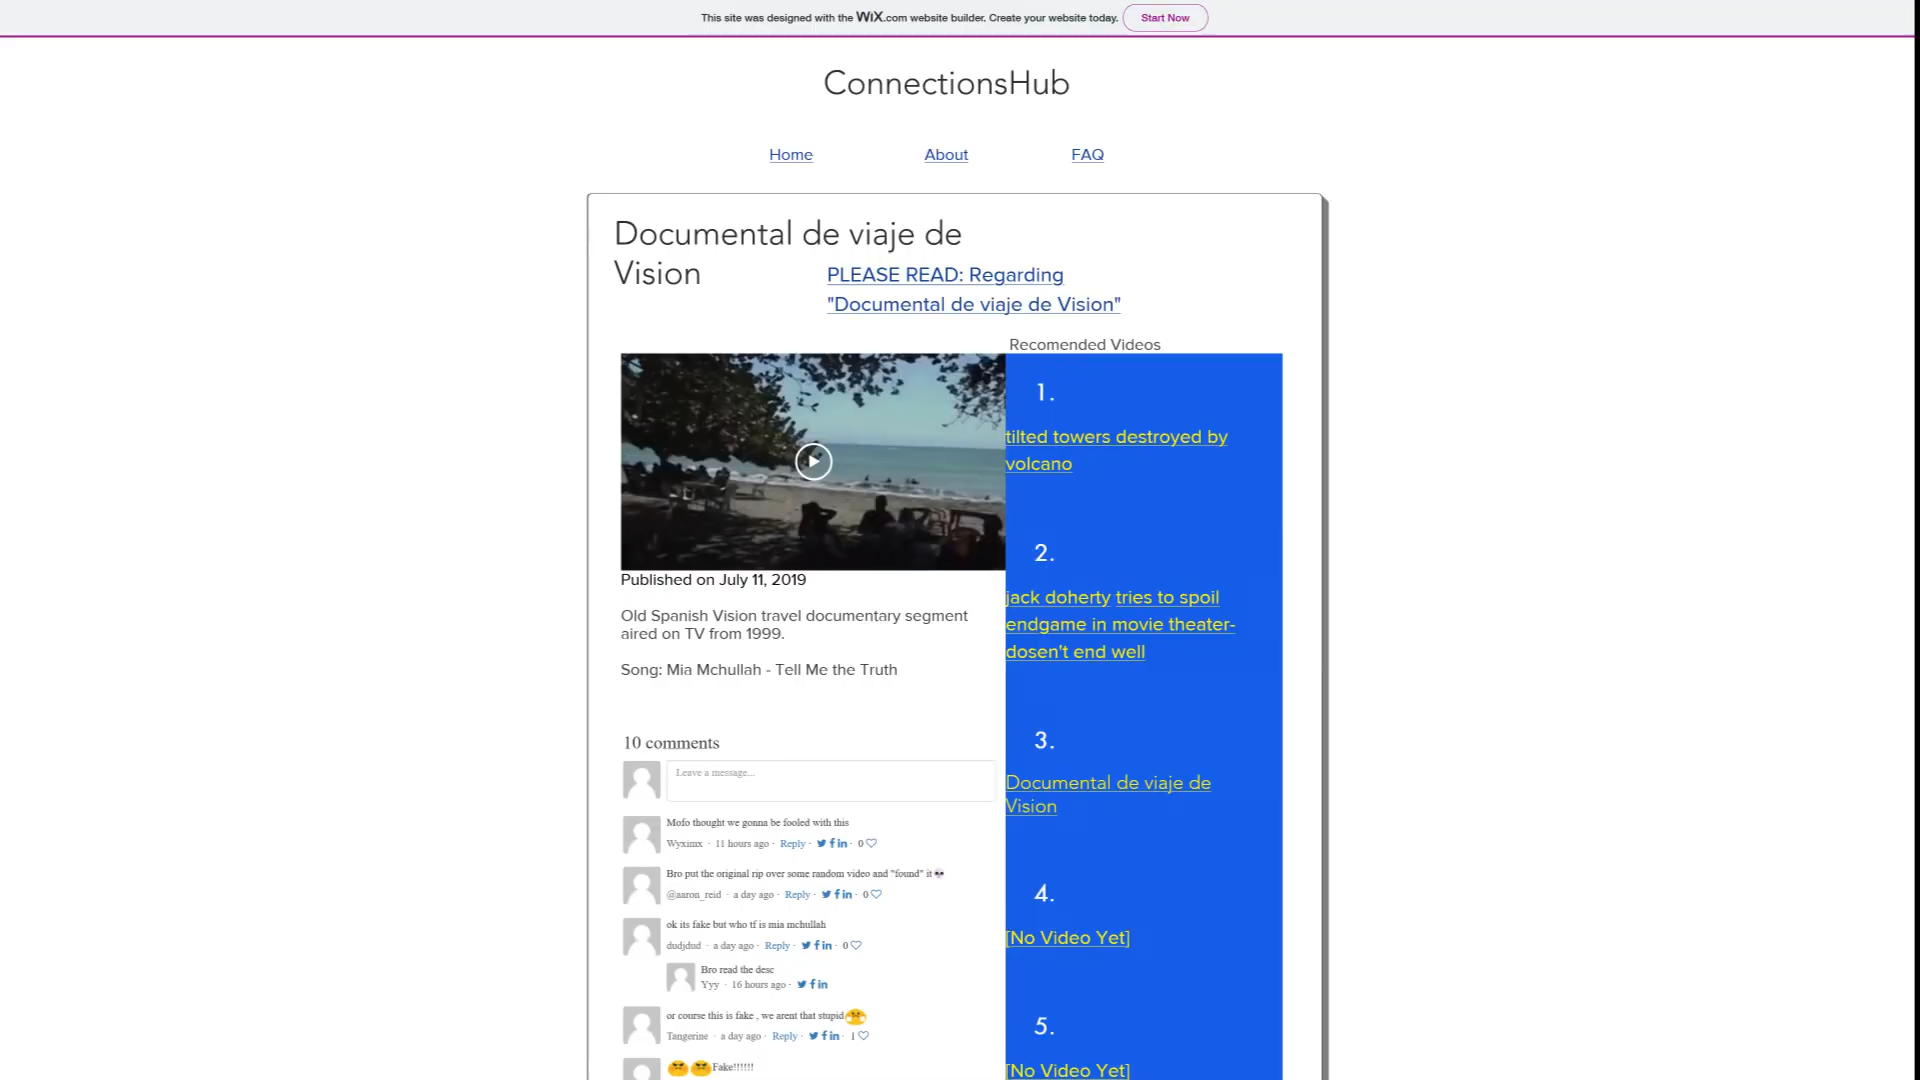 This site was designed with the WiX.com website builder. Create your website today. Start Now
ConnectionsHub
Home About FAQ
Documental de viaje de
Vision
PLEASE READ: Regarding
"Documental de viaje de Vision"
Recomended Videos
Published on July 11, 2019
Old Spanish Vision travel documentary segment
aired on TV from 1999.
Song: Mia Mchullah - Tell Me the Truth
10 comments
Leave a message...
Mofo thought we gonna be fooled with this
Wyximx · 11 hours ago · Reply · 0
Bro put the original rip over some random video and "found" it💀
@aaron_reid · a day ago · Reply · 0
ok its fake but who tf is mia mchullah
dudjdud · a day ago · Reply · 0
Bro read the desc
Yyy · 16 hours ago ·
or course this is fake , we arent that stupid
Tangerine · a day ago · Reply · 1
Fake!!!!!!
1.
tilted towers destroyed by
volcano
2.
jack doherty tries to spoil
endgame in movie theater-
dosen't end well
3.
Documental de viaje de
Vision
4.
[No Video Yet]
5.
[No Video Yet]